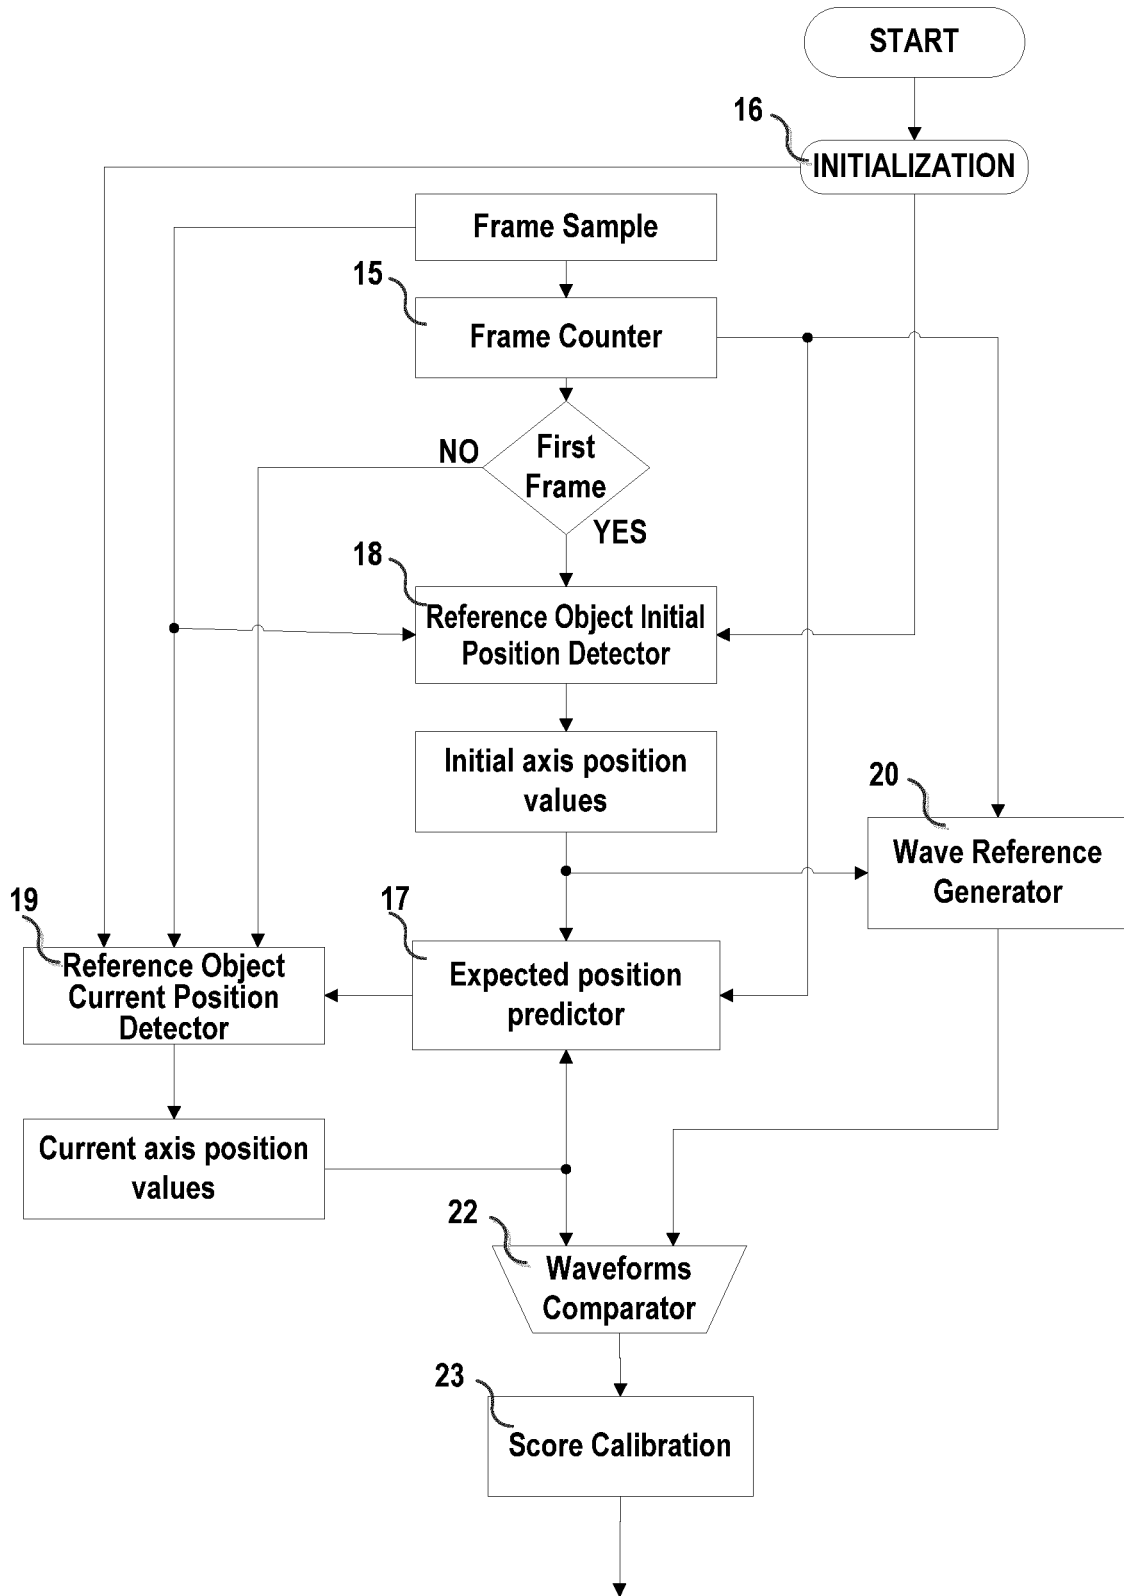 START
16
INITIALIZATION
Frame Sample
15
Frame Counter
First
Frame
NO
YES
18
Reference Object Initial
Position Detector
Initial axis position
values
20
Wave Reference
Generator
19
Reference Object
Current Position
Detector
17
Expected position
predictor
Current axis position
values
22
Waveforms
Comparator
23
Score Calibration